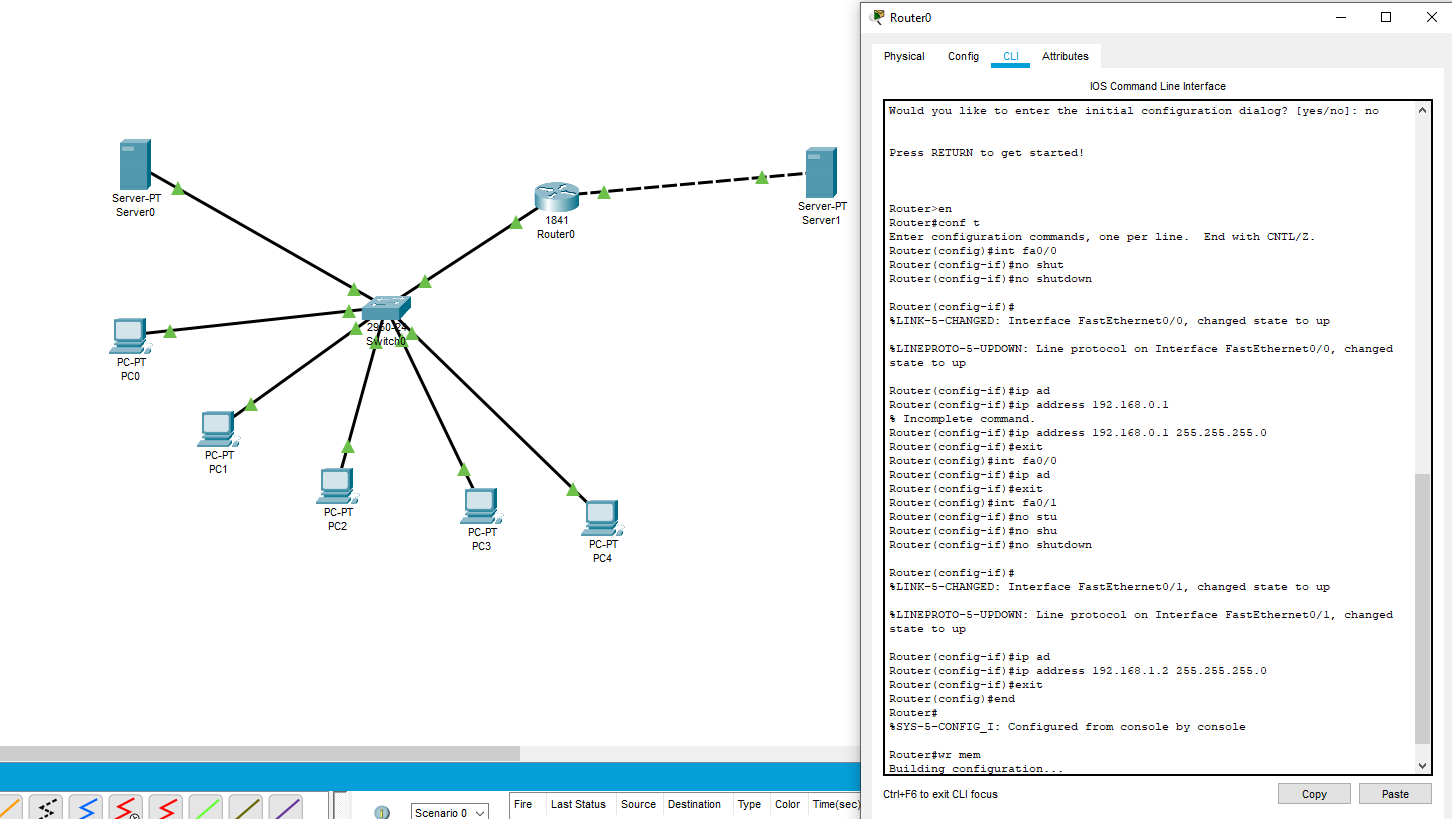 Router0
Physical Config CLI Attributes
IOS Command Line Interface
Would you like to enter the initial configuration dialog? [yes/no]: no
Press RETURN to get started!
Router>en
Router#conf t
Enter configuration commands, one per line.  End with CNTL/Z.
Router(config)#int fa0/0
Router(config-if)#no shut
Router(config-if)#no shutdown
Router(config-if)#
%LINK-5-CHANGED: Interface FastEthernet0/0, changed state to up
%LINEPROTO-5-UPDOWN: Line protocol on Interface FastEthernet0/0, changed
state to up
Router(config-if)#ip ad
Router(config-if)#ip address 192.168.0.1
% Incomplete command.
Router(config-if)#ip address 192.168.0.1 255.255.255.0
Router(config-if)#exit
Router(config)#int fa0/0
Router(config-if)#ip ad
Router(config-if)#exit
Router(config)#int fa0/1
Router(config-if)#no stu
Router(config-if)#no shu
Router(config-if)#no shutdown
Router(config-if)#
%LINK-5-CHANGED: Interface FastEthernet0/1, changed state to up
%LINEPROTO-5-UPDOWN: Line protocol on Interface FastEthernet0/1, changed
state to up
Router(config-if)#ip ad
Router(config-if)#ip address 192.168.1.2 255.255.255.0
Router(config-if)#exit
Router(config)#end
Router#
%SYS-5-CONFIG_I: Configured from console by console
Router#wr mem
Building configuration...
Ctrl+F6 to exit CLI focus
Copy
Paste
Server-PT
Server0
1841
Router0
Server-PT
Server1
2950-24
Switch0
PC-PT
PC0
PC-PT
PC1
PC-PT
PC2
PC-PT
PC3
PC-PT
PC4
Scenario 0
Fire Last Status Source Destination Type Color Time(sec)